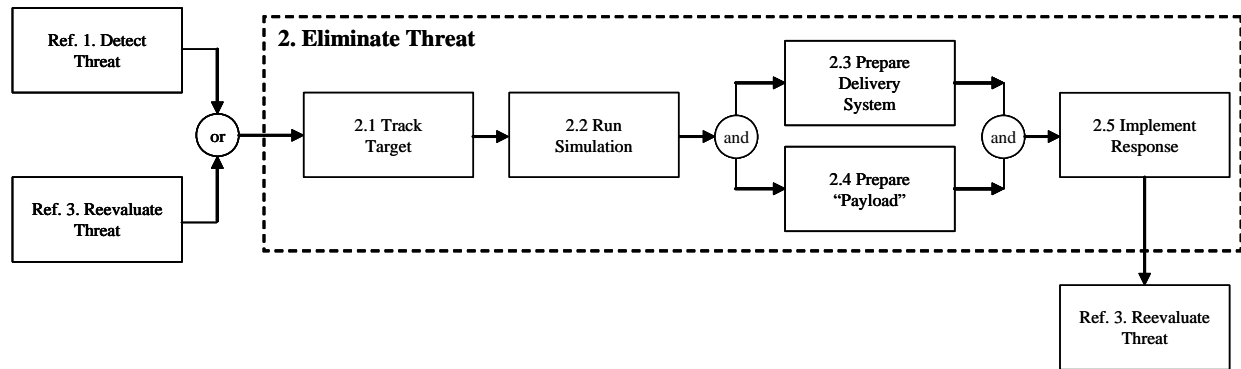 Ref. 1. Detect
Threat
2. Eliminate Threat
or
Ref. 3. Reevaluate
Threat
2.1 Track
Target
2.2 Run
Simulation
and
2.3 Prepare
Delivery
System
2.4 Prepare
“Payload”
and
2.5 Implement
Response
Ref. 3. Reevaluate
Threat